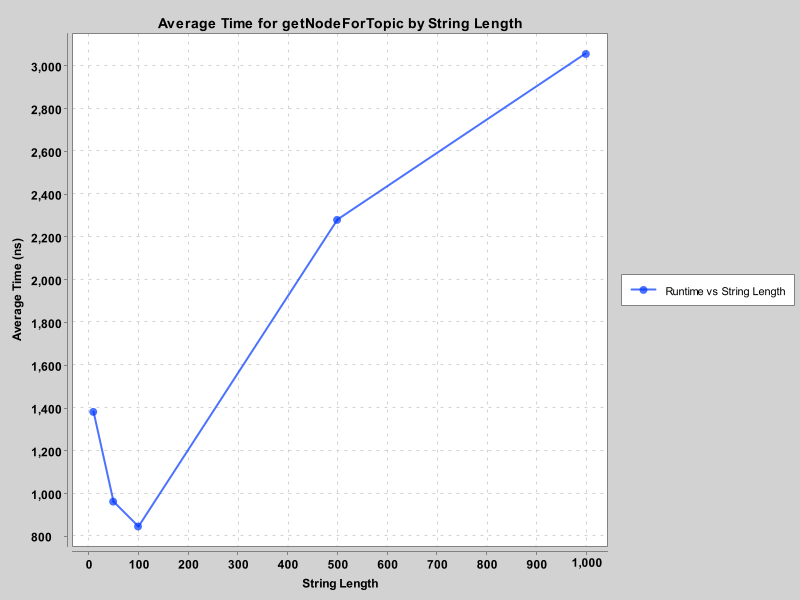 Average Time for getNodeForTopic by String Length
3,000
2,800
2,600
2,400
2,200
2,000
1,800
1,600
1,400
1,200
1,000
800
Average Time (ns)
0 100 200 300 400 500 600 700 800 900 1,000
String Length
Runtime vs String Length